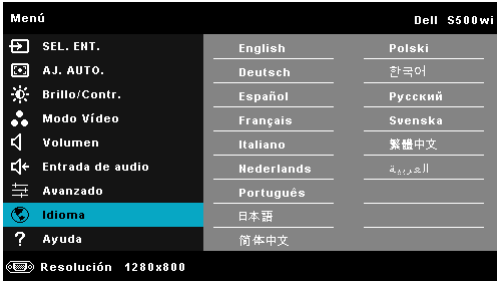 Menú
Dell S500wi
SEL. ENT.
AJ. AUTO.
Brillo/Contr.
Modo Vídeo
Volumen
Entrada de audio
Avanzado
Idioma
Ayuda
English
Deutsch
Español
Français
Italiano
Nederlands
Português
日本語
简体中文
Polski
한국어
Русский
Svenska
繁體中文
العربية
Resolución 1280x800